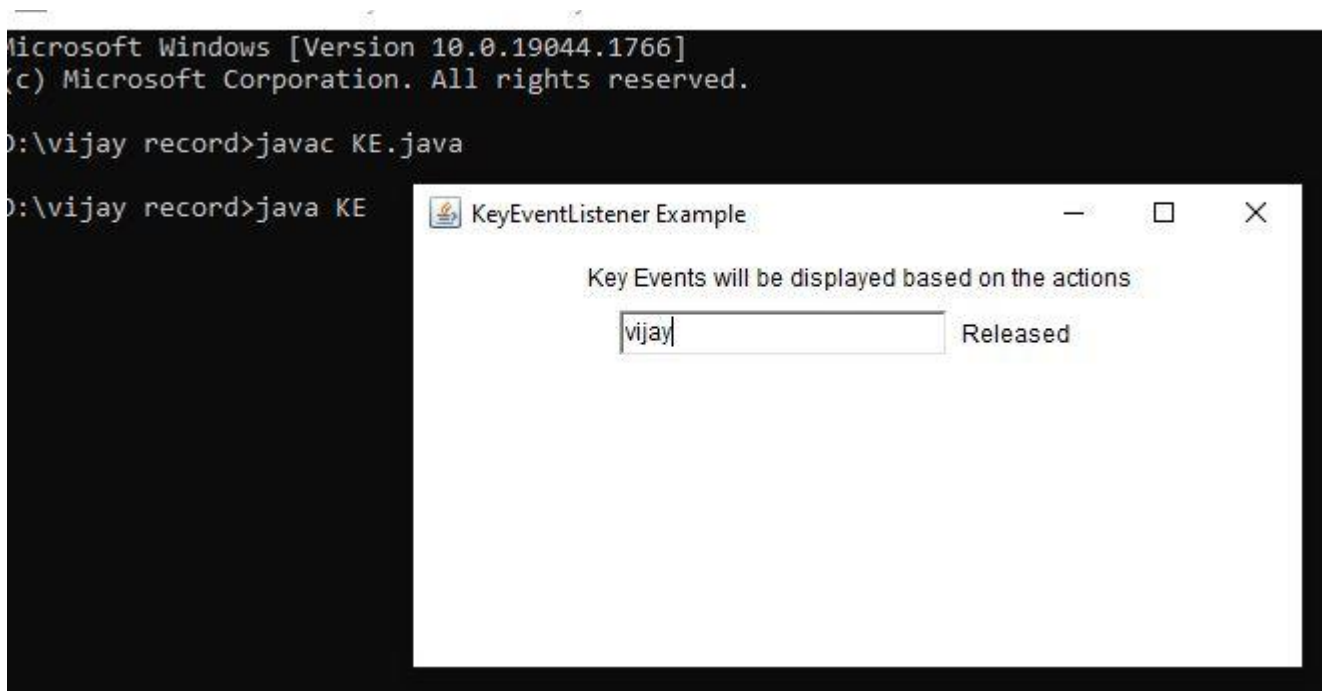 Microsoft Windows [Version 10.0.19044.1766]
(c) Microsoft Corporation. All rights reserved.
D:\vijay record>javac KE.java
D:\vijay record>java KE
KeyEventListener Example
Key Events will be displayed based on the actions
vijay Released